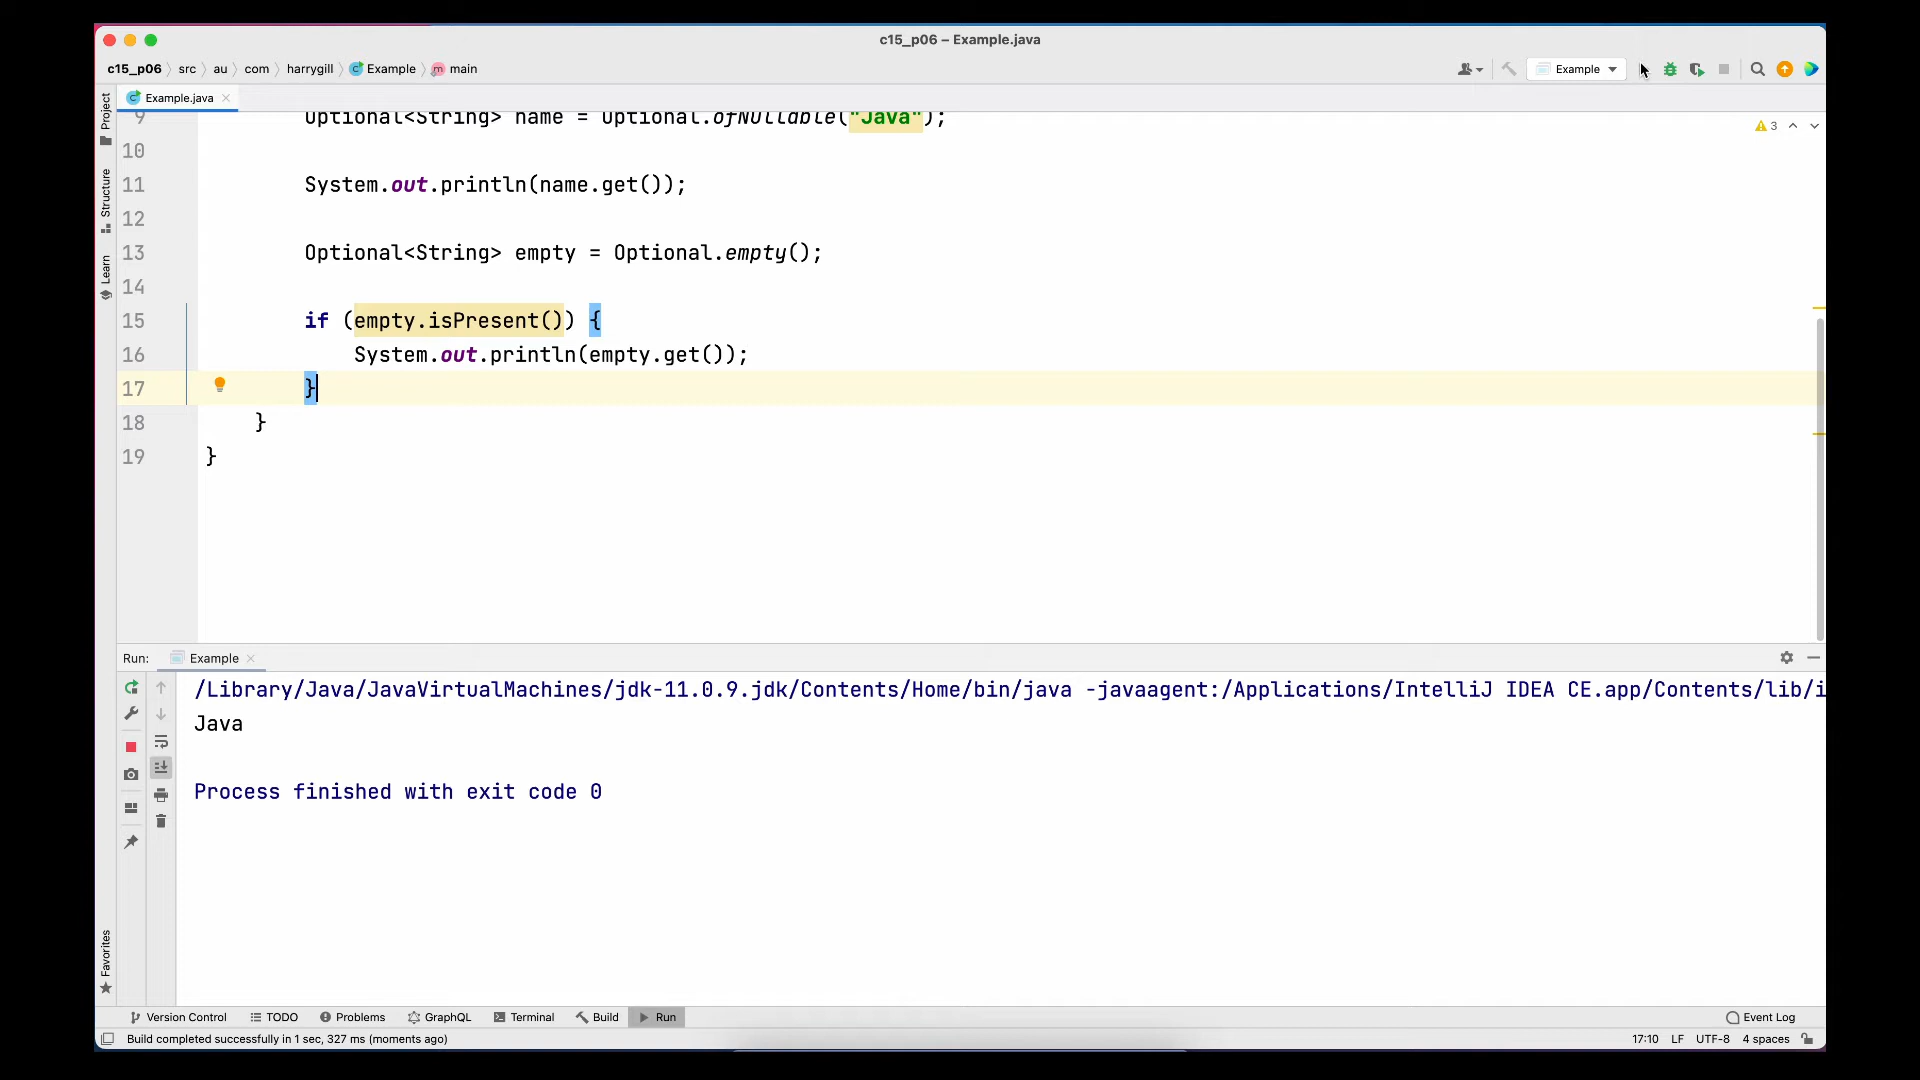 c15_p06 – Example.java
c15_p06 src au com harrygill Example main
Example
Project
Structure
Learn
Favorites
Example.java
3
9 Optional<String> name = Optional.ofNullable("Java");
10
11 System.out.println(name.get());
12
13 Optional<String> empty = Optional.empty();
14
15 if (empty.isPresent()) {
16 System.out.println(empty.get());
17 }
18 }
19 }
Run: Example
/Library/Java/JavaVirtualMachines/jdk-11.0.9.jdk/Contents/Home/bin/java -javaagent:/Applications/IntelliJ IDEA CE.app/Contents/lib/i
Java
Process finished with exit code 0
Version Control TODO Problems GraphQL Terminal Build Run Event Log
Build completed successfully in 1 sec, 327 ms (moments ago) 17:10 LF UTF-8 4 spaces